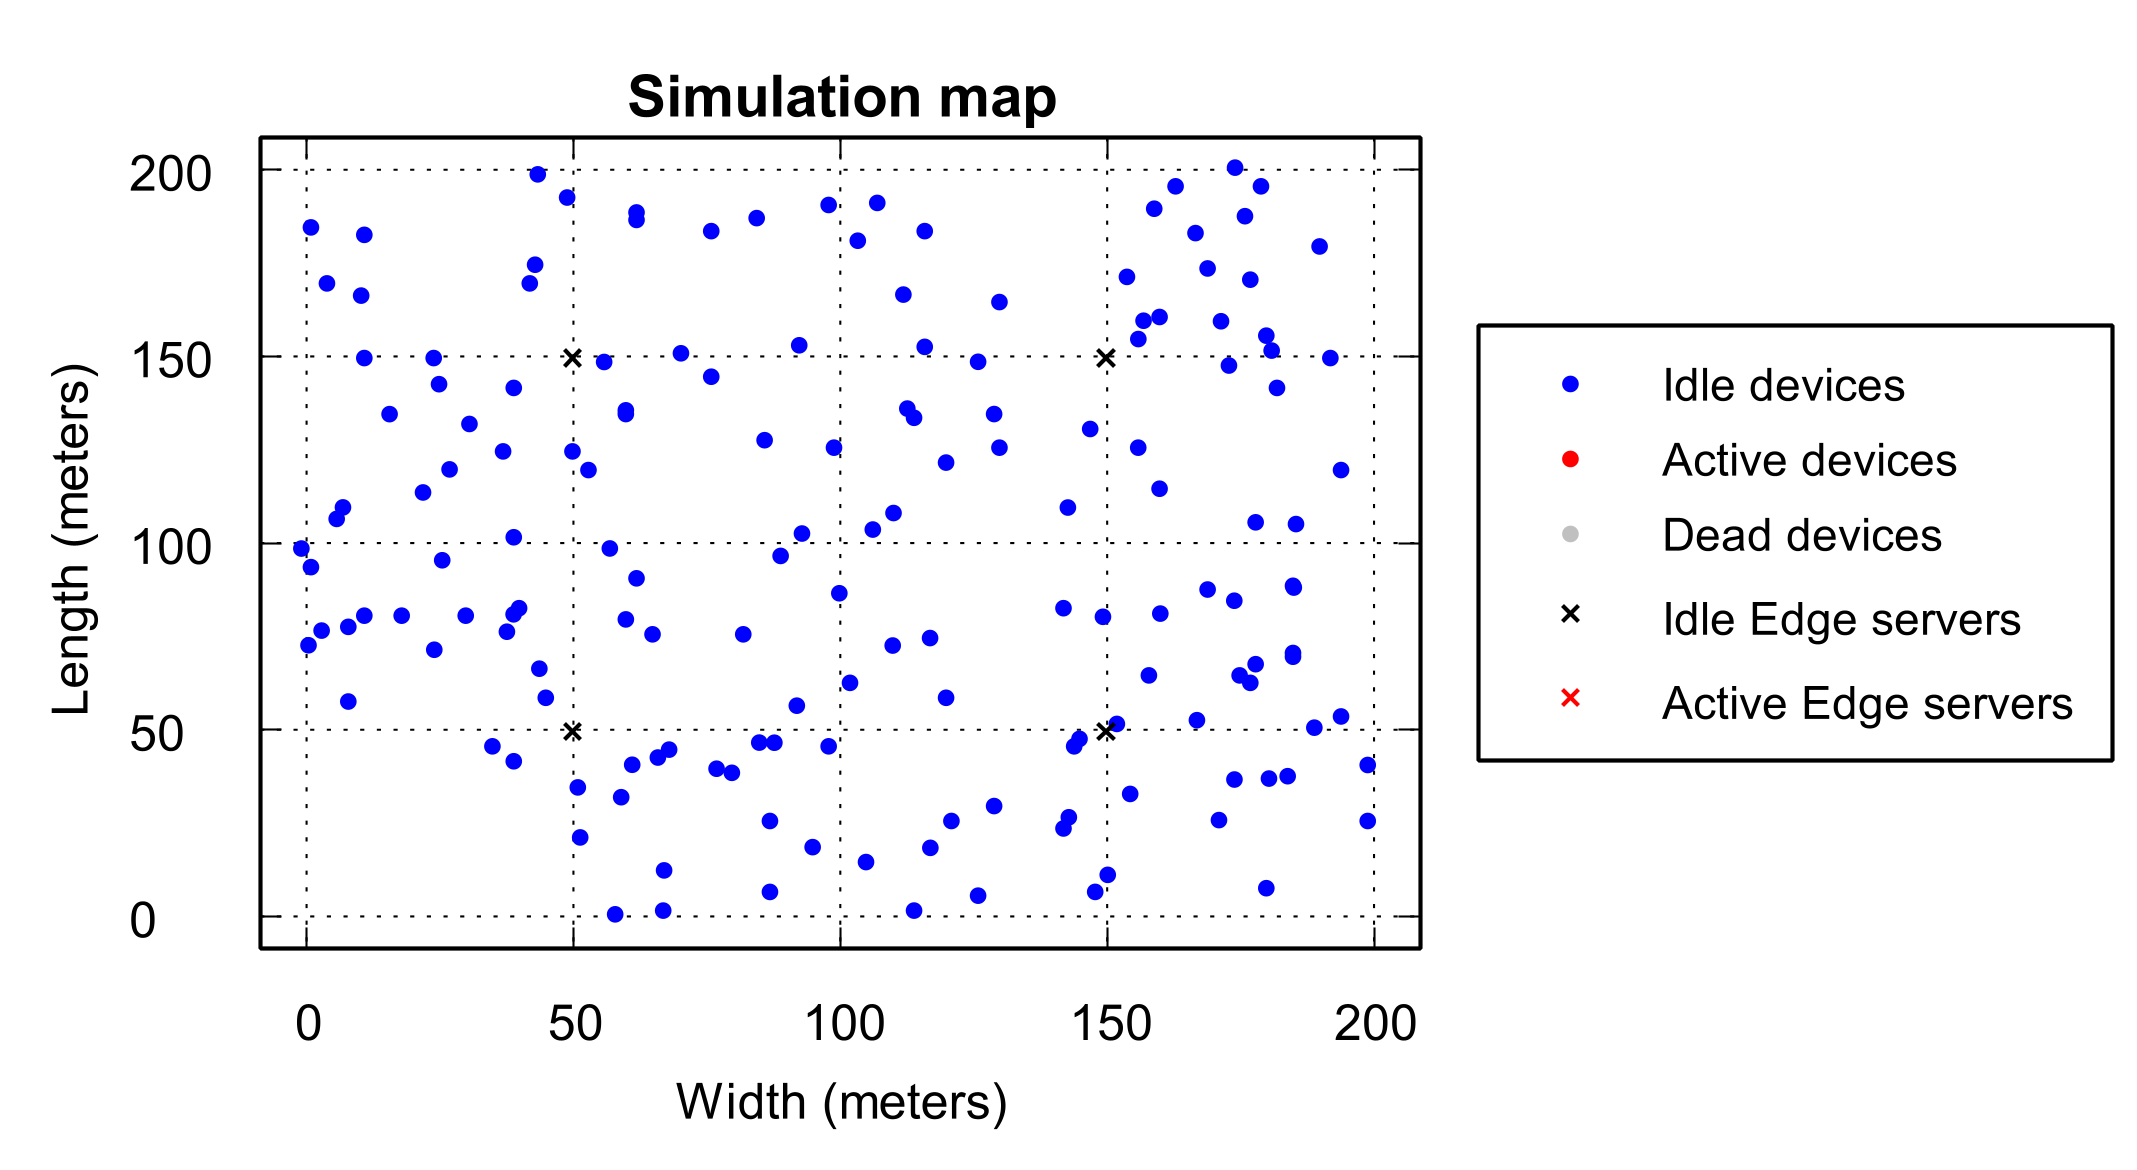 Simulation map
200
150
100
50
0
Length (meters)
0 50 100 150 200
Width (meters)
Idle devices
Active devices
Dead devices
Idle Edge servers
Active Edge servers